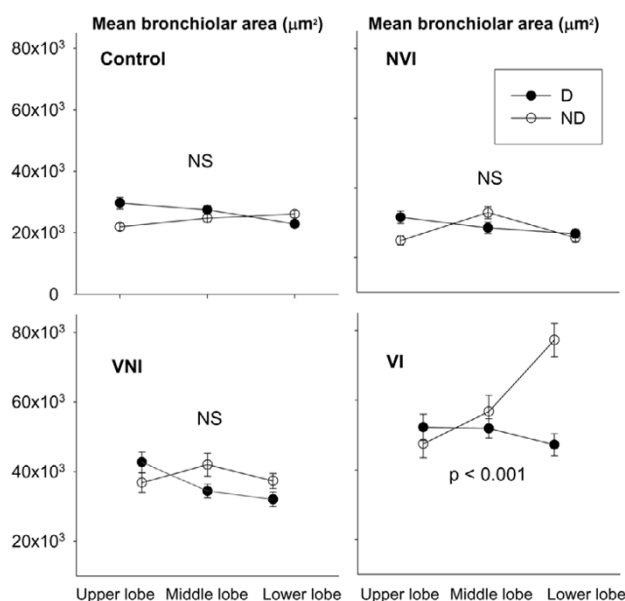 Mean bronchiolar area (μm²)
Mean bronchiolar area (μm²)
80x10³
60x10³
40x10³
20x10³
0
Control
NS
NVI
D
ND
NS
80x10³
60x10³
40x10³
20x10³
VNI
NS
VI
p < 0.001
Upper lobe Middle lobe Lower lobe
Upper lobe Middle lobe Lower lobe